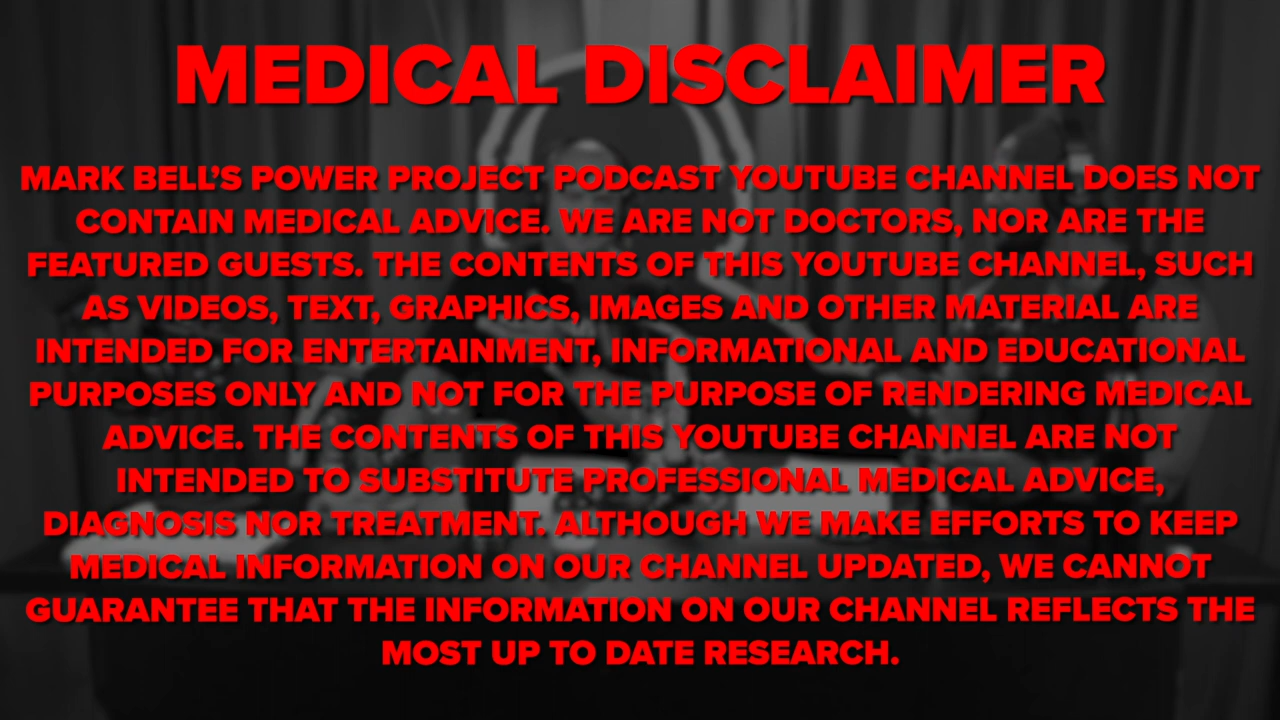 MEDICAL DISCLAIMER
MARK BELL’S POWER PROJECT PODCAST YOUTUBE CHANNEL DOES NOT
CONTAIN MEDICAL ADVICE. WE ARE NOT DOCTORS, NOR ARE THE
FEATURED GUESTS. THE CONTENTS OF THIS YOUTUBE CHANNEL, SUCH
AS VIDEOS, TEXT, GRAPHICS, IMAGES AND OTHER MATERIAL ARE
INTENDED FOR ENTERTAINMENT, INFORMATIONAL AND EDUCATIONAL
PURPOSES ONLY AND NOT FOR THE PURPOSE OF RENDERING MEDICAL
ADVICE. THE CONTENTS OF THIS YOUTUBE CHANNEL ARE NOT
INTENDED TO SUBSTITUTE PROFESSIONAL MEDICAL ADVICE,
DIAGNOSIS NOR TREATMENT. ALTHOUGH WE MAKE EFFORTS TO KEEP
MEDICAL INFORMATION ON OUR CHANNEL UPDATED, WE CANNOT
GUARANTEE THAT THE INFORMATION ON OUR CHANNEL REFLECTS THE
MOST UP TO DATE RESEARCH.